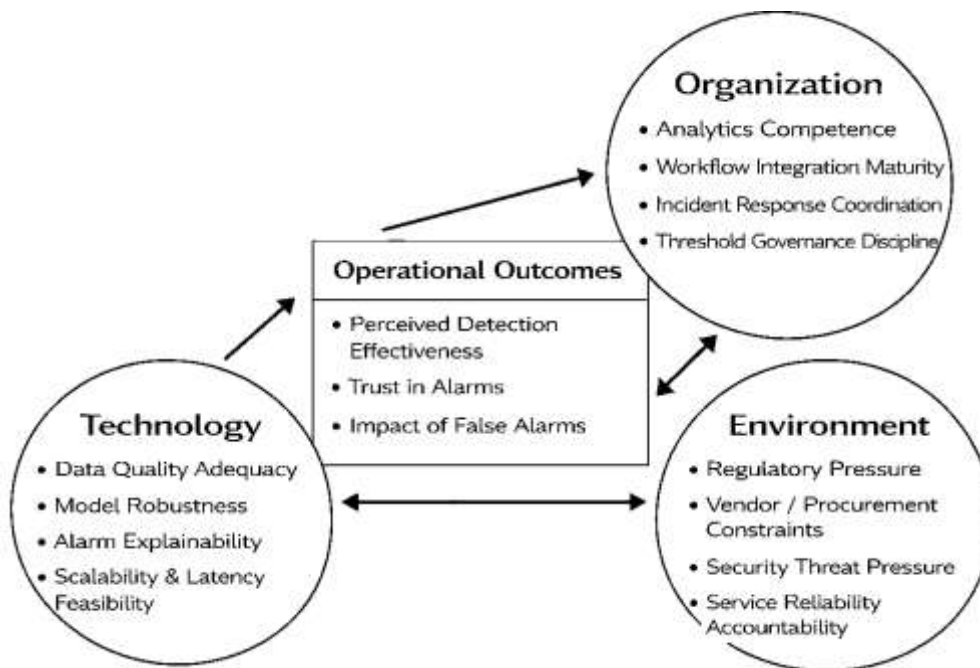 Organization
• Analytics Competence
• Workflow Integration Maturity
• Incident Response Coordination
• Threshold Governance Discipline
Operational Outcomes
• Perceived Detection
Effectiveness
• Trust in Alarms
• Impact of False Alarms
Technology
• Data Quality Adequacy
• Model Robustness
• Alarm Explainability
• Scalability & Latency
Feasibility
Environment
• Regulatory Pressure
• Vendor / Procurement
Constraints
• Security Threat Pressure
• Service Reliability
Accountability